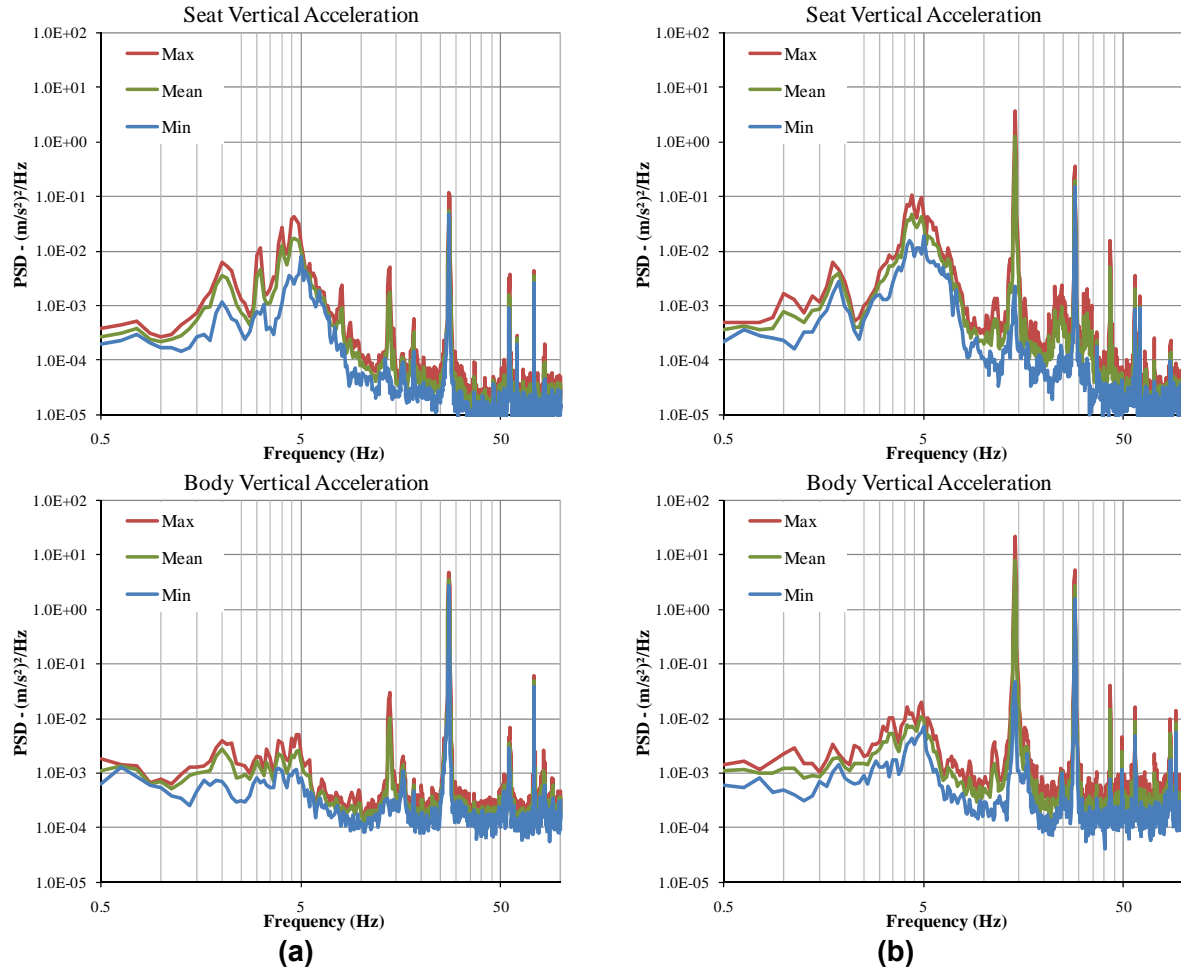 Seat Vertical Acceleration
1.0E+02
1.0E+01
1.0E+00
1.0E-01
1.0E-02
1.0E-03
1.0E-04
1.0E-05
PSD - (m/s²)²/Hz
Max
Mean
Min
0.5 5 50
Frequency (Hz)
Seat Vertical Acceleration
1.0E+02
1.0E+01
1.0E+00
1.0E-01
1.0E-02
1.0E-03
1.0E-04
1.0E-05
PSD - (m/s²)²/Hz
Max
Mean
Min
0.5 5 50
Frequency (Hz)
Body Vertical Acceleration
1.0E+02
1.0E+01
1.0E+00
1.0E-01
1.0E-02
1.0E-03
1.0E-04
1.0E-05
PSD - (m/s²)²/Hz
Max
Mean
Min
0.5 5 50
Frequency (Hz)
(a)
Body Vertical Acceleration
1.0E+02
1.0E+01
1.0E+00
1.0E-01
1.0E-02
1.0E-03
1.0E-04
1.0E-05
PSD - (m/s²)²/Hz
Max
Mean
Min
0.5 5 50
Frequency (Hz)
(b)